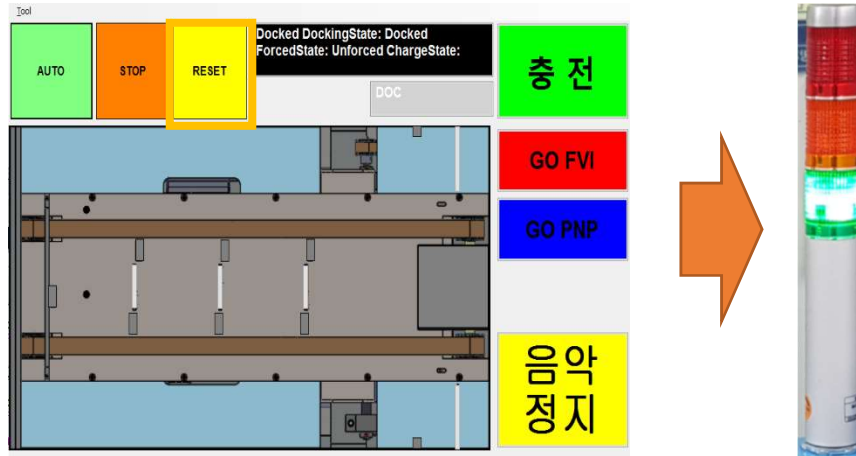 Tool
AUTO
STOP
RESET
Docked DockingState: Docked
ForcedState: Unforced ChargeState:
DOC
충 전
GO FVI
GO PNP
음악
정지